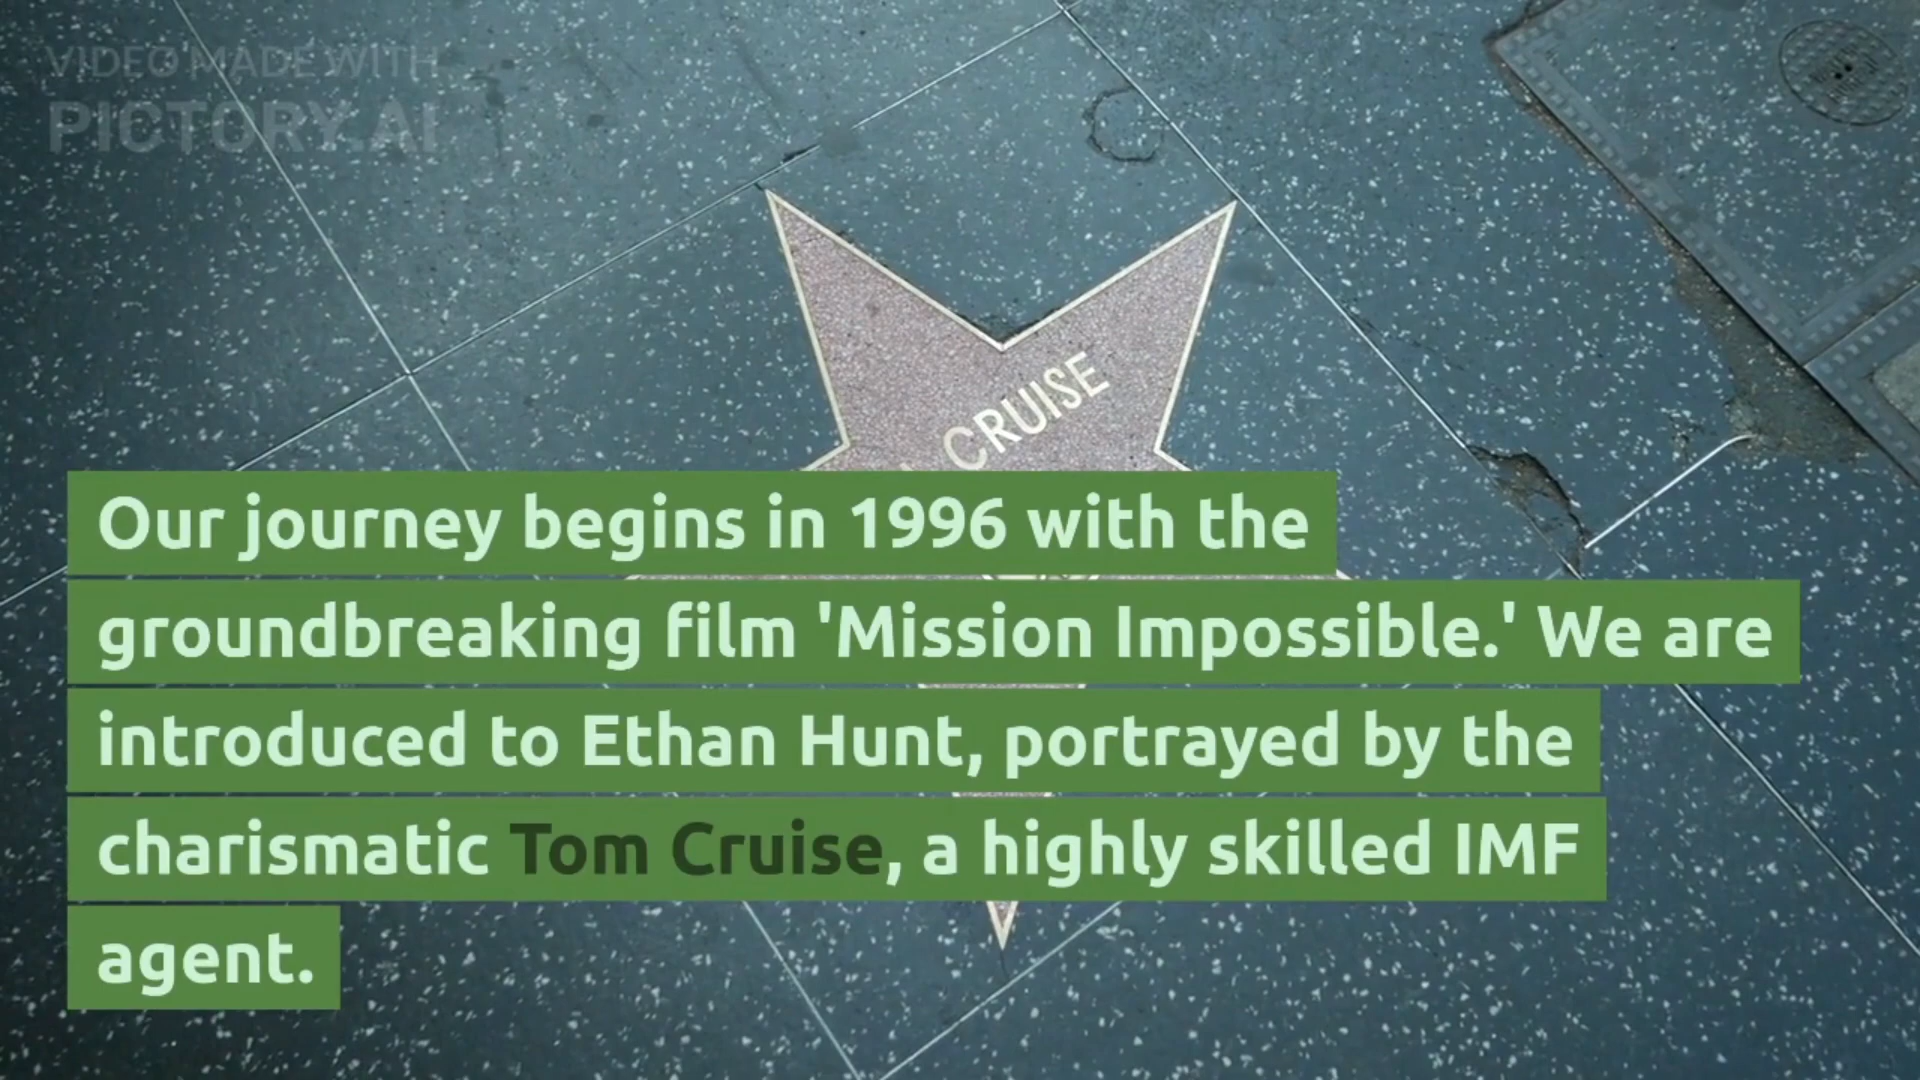 VIDEO MADE WITH
PICTORY.AI
CRUISE
Our journey begins in 1996 with the
groundbreaking film 'Mission Impossible.' We are
introduced to Ethan Hunt, portrayed by the
charismatic Tom Cruise, a highly skilled IMF
agent.